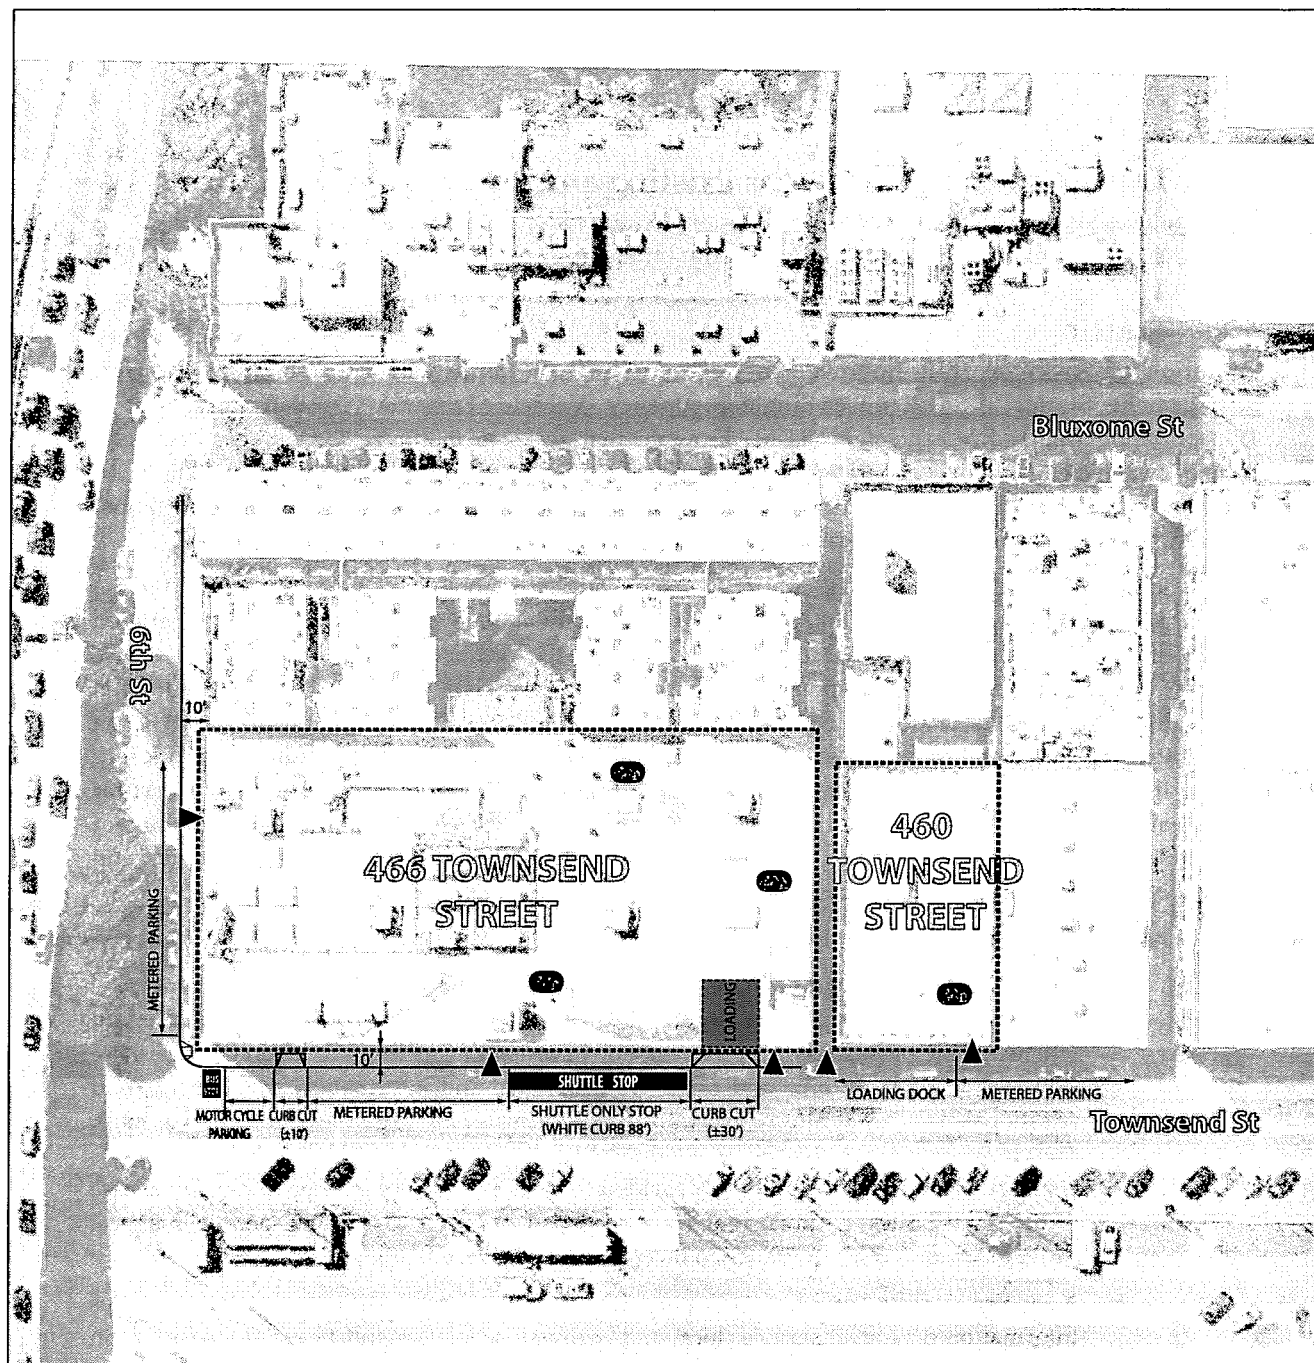 Bluxome St
6th St
10'
466 TOWNSEND
STREET
460
TOWNSEND
STREET
METERED PARKING
LOADING
10'
BUS
SHUTTLE STOP
MOTORCYCLE
PARKING
CURB CUT
(±10')
METERED PARKING
SHUTTLE ONLY STOP
(WHITE CURB 88')
CURB CUT
(±30')
LOADING DOCK
METERED PARKING
Townsend St